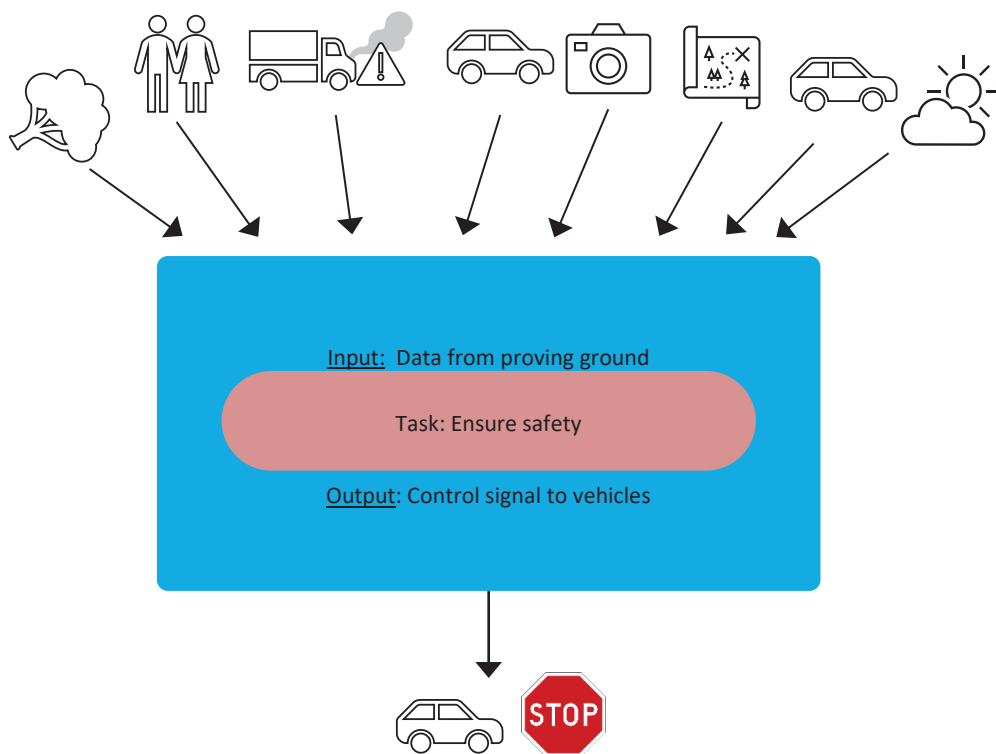 Input: Data from proving ground
Task: Ensure safety
Output: Control signal to vehicles
STOP